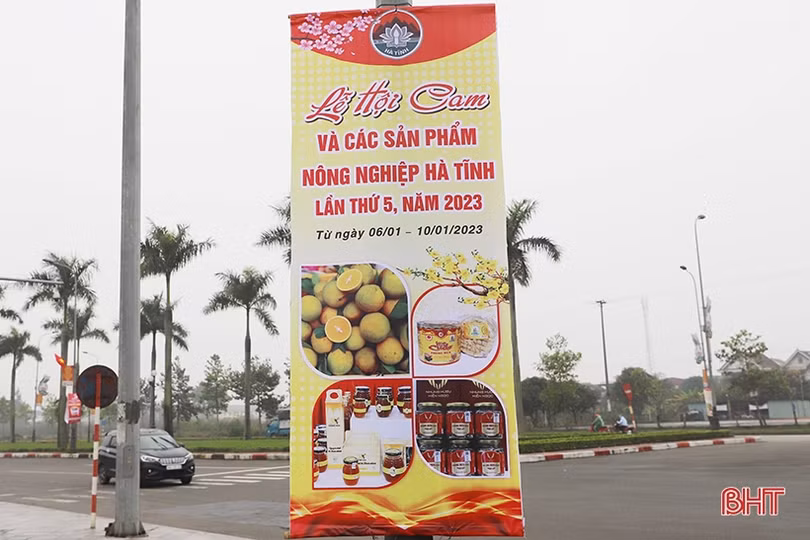 HÀ TĨNH
Lễ Hội Cam
VÀ CÁC SẢN PHẨM
NÔNG NGHIỆP HÀ TĨNH
LẦN THỨ 5, NĂM 2023
Từ ngày 06/01 – 10/01/2023
BHT